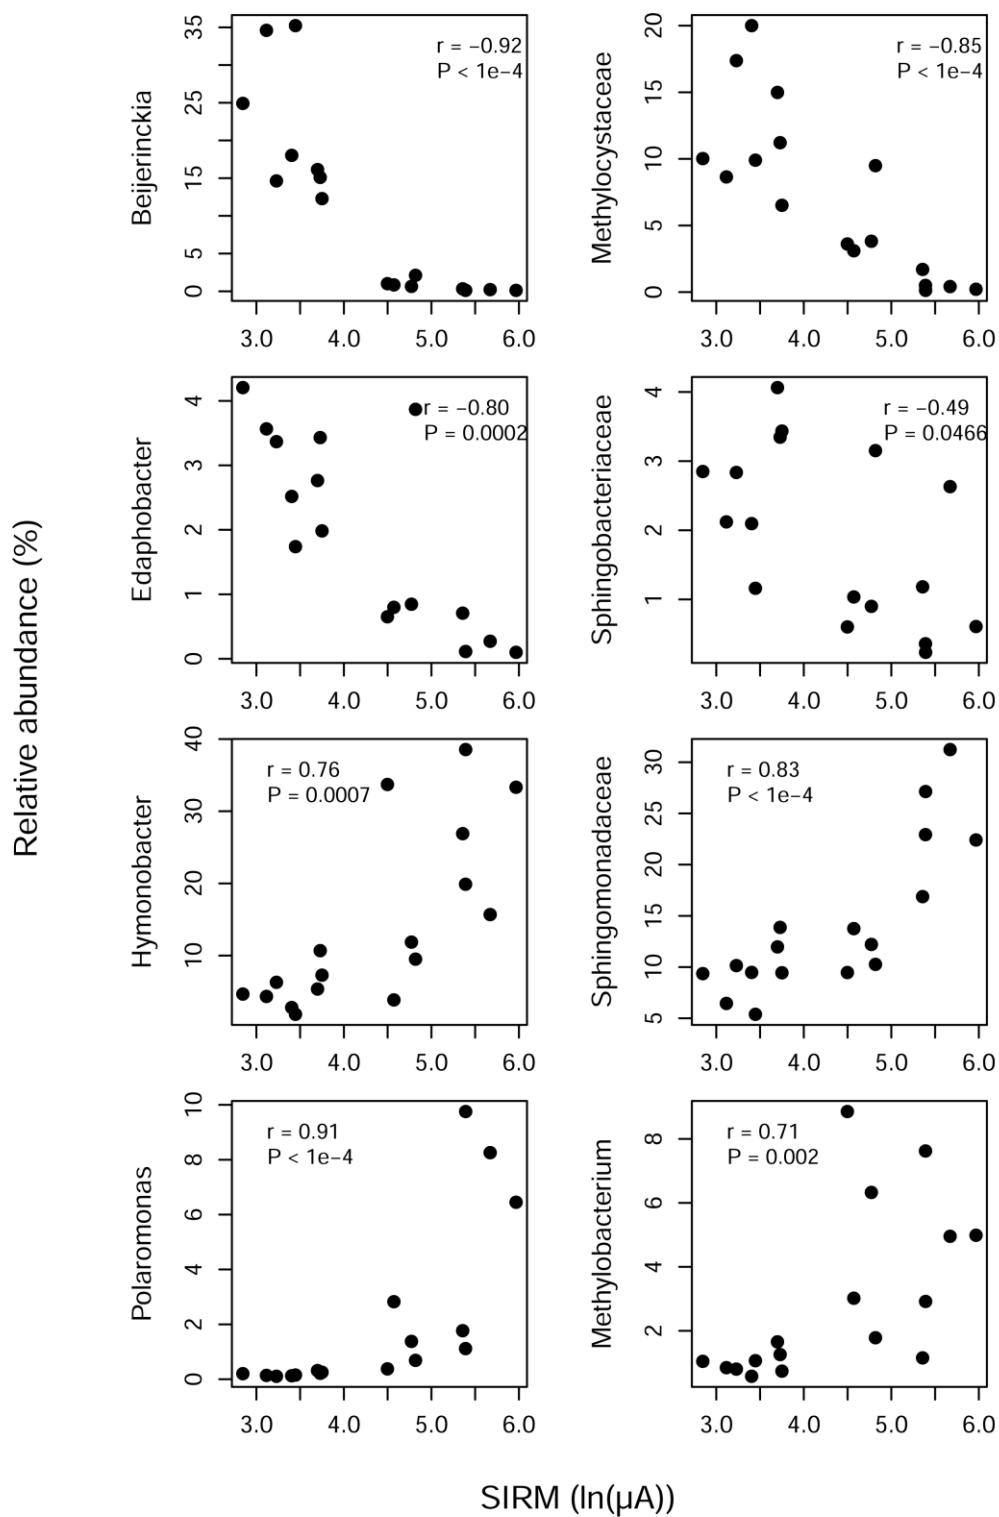 Relative abundance (%)
Beijerinckia
35
25
15
5
0
r = −0.92
P < 1e−4
3.0 4.0 5.0 6.0
Methylocystaceae
20
15
10
5
0
r = −0.85
P < 1e−4
3.0 4.0 5.0 6.0
Edaphobacter
4
3
2
1
0
r = −0.80
P = 0.0002
3.0 4.0 5.0 6.0
Sphingobacteriaceae
4
3
2
1
r = −0.49
P = 0.0466
3.0 4.0 5.0 6.0
Hymonobacter
40
30
20
10
r = 0.76
P = 0.0007
3.0 4.0 5.0 6.0
Sphingomonadaceae
30
25
20
15
10
5
r = 0.83
P < 1e−4
3.0 4.0 5.0 6.0
Polaromonas
10
8
6
4
2
0
r = 0.91
P < 1e−4
3.0 4.0 5.0 6.0
Methylobacterium
8
6
4
2
r = 0.71
P = 0.002
3.0 4.0 5.0 6.0
SIRM (ln(µA))